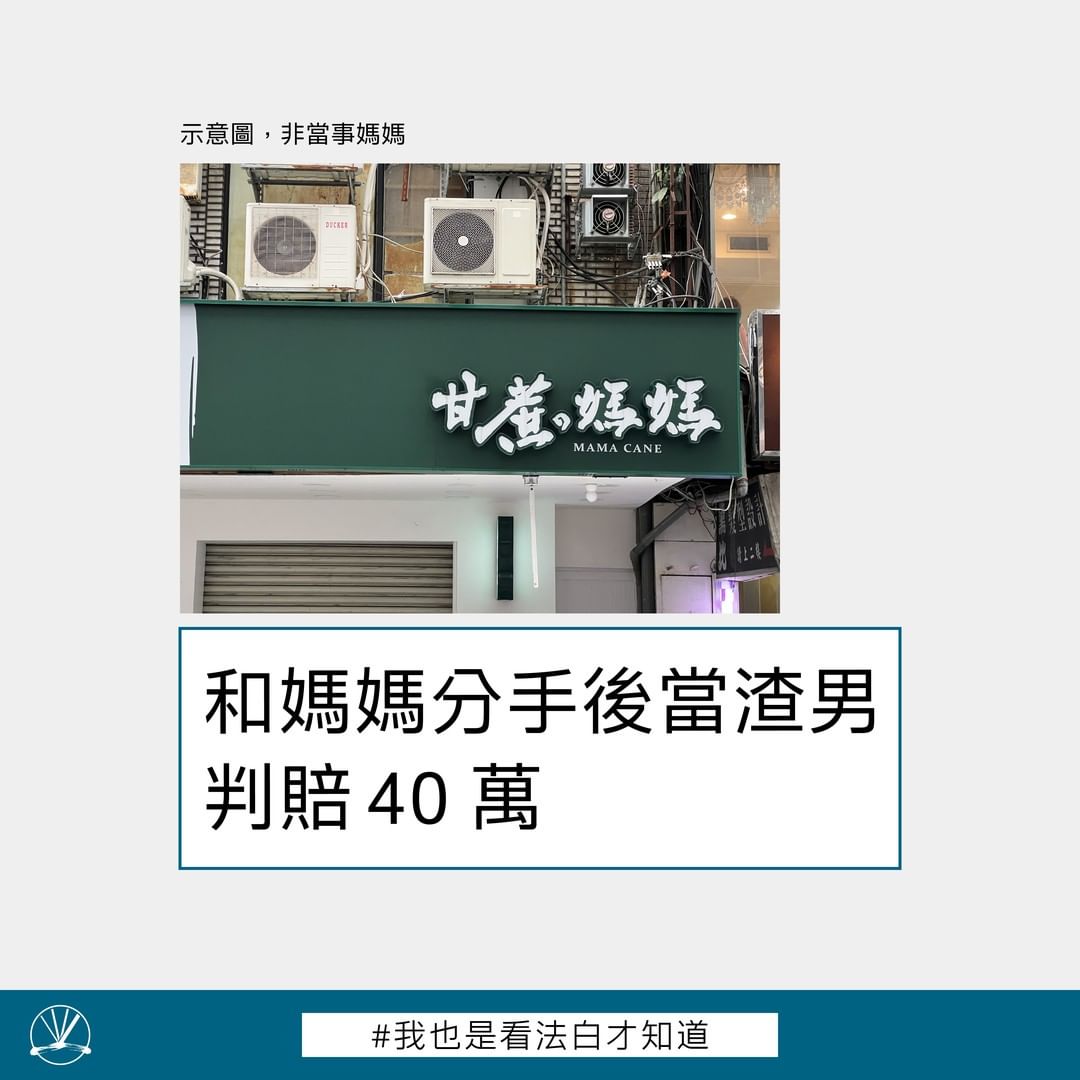 示意圖，非當事媽媽
DUCKER
甘蔗の媽媽
MAMA CANE
和媽媽分手後當渣男
判賠 40 萬
#我也是看法白才知道